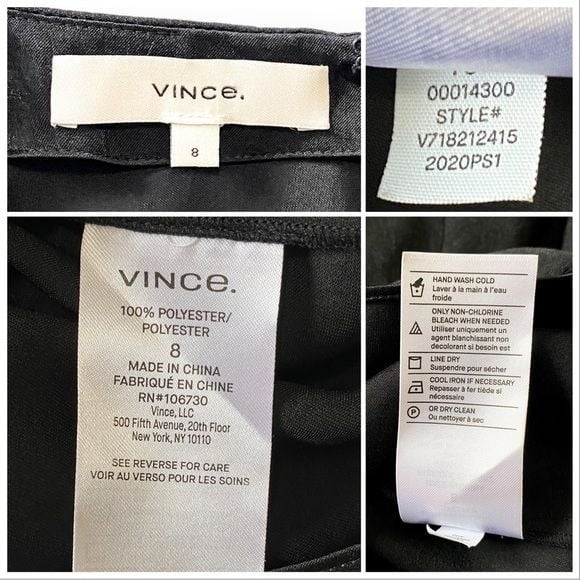 VINCE.
8
00014300
STYLE#
V718212415
2020PS1
VINCE.
100% POLYESTER/
POLYESTER
8
MADE IN CHINA
FABRIQUÉ EN CHINE
RN#106730
Vince, LLC
500 Fifth Avenue, 20th Floor
New York, NY 10110
SEE REVERSE FOR CARE
VOIR AU VERSO POUR LES SOINS
HAND WASH COLD
Laver à la main à l'eau
froide
ONLY NON-CHLORINE
BLEACH WHEN NEEDED
Utiliser uniquement un
agent blanchissant non
decolorant si besoin est
LINE DRY
Suspendre pour sécher
COOL IRON IF NECESSARY
Repasser à fer tiède si
nécessaire
P
OR DRY CLEAN
Ou nettoyer à sec